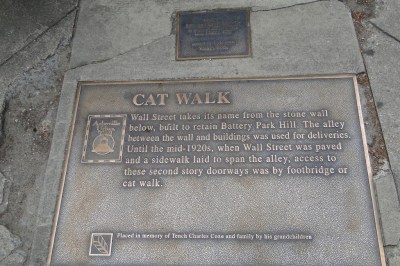 CAT WALK
Wall Street takes its name from the stone wall
below, built to retain Battery Park Hill. The alley
between the wall and buildings was used for deliveries.
Until the mid-1920s, when Wall Street was paved
and a sidewalk laid to span the alley, access to
these second story doorways was by footbridge or
cat walk.
Placed in memory of Tench Charles Coxe and family by his grandchildren